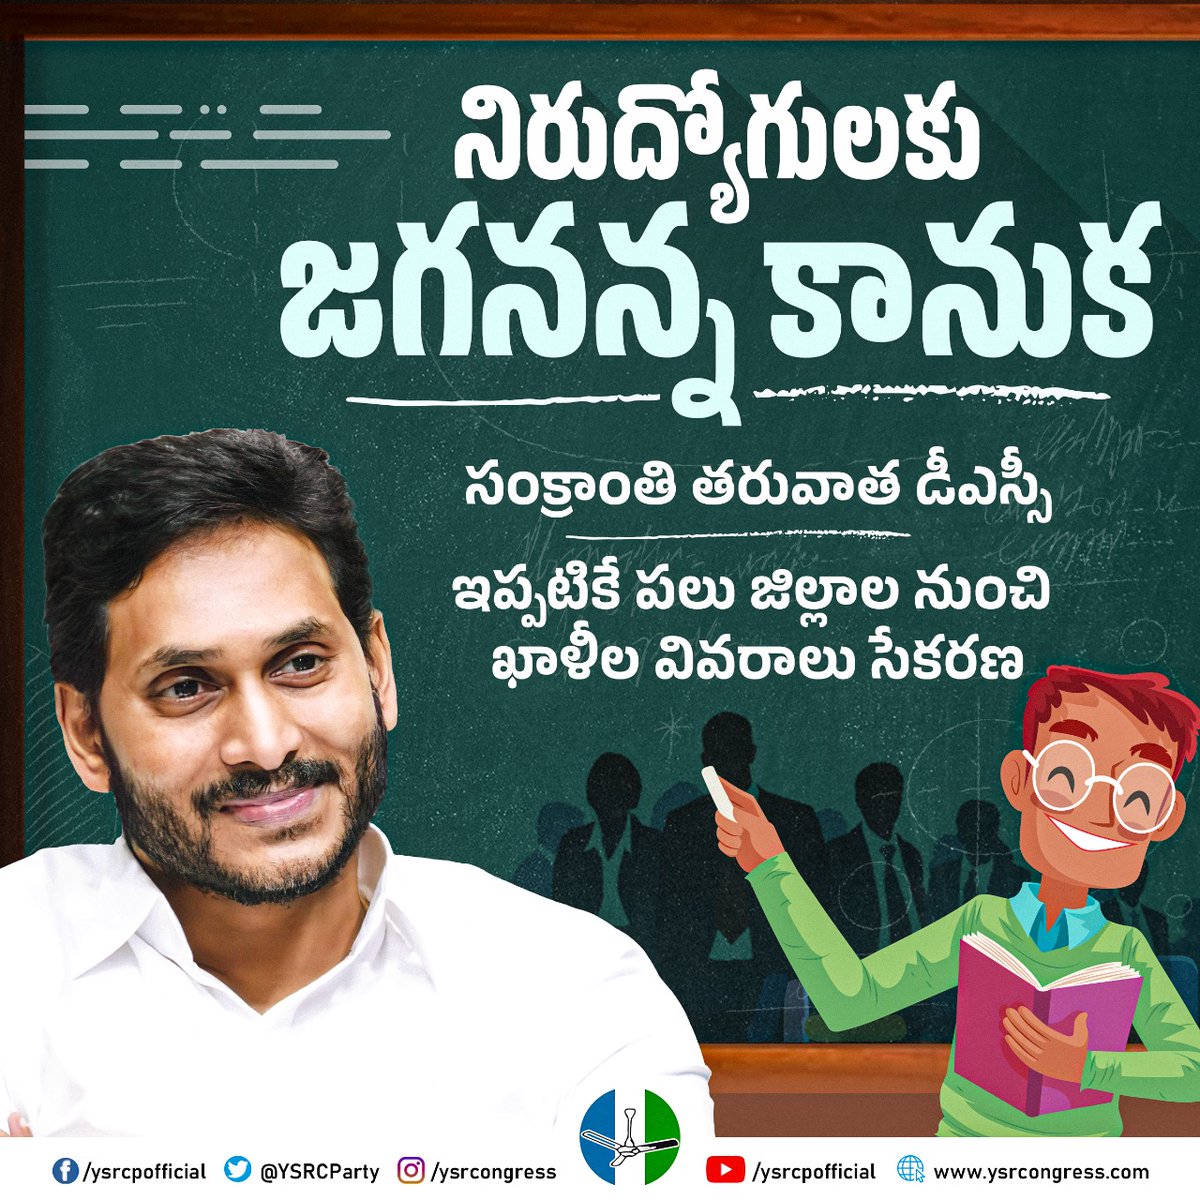 నిరుద్యోగులకు
జగనన్న కానుక
సంక్రాంతి తరువాత డీఎస్సీ
ఇప్పటికే పలు జిల్లాల నుంచి
ఖాళీల వివరాలు సేకరణ
/ysrcpofficial @YSRCParty /ysrcongress /ysrcpofficial www.ysrcongress.com